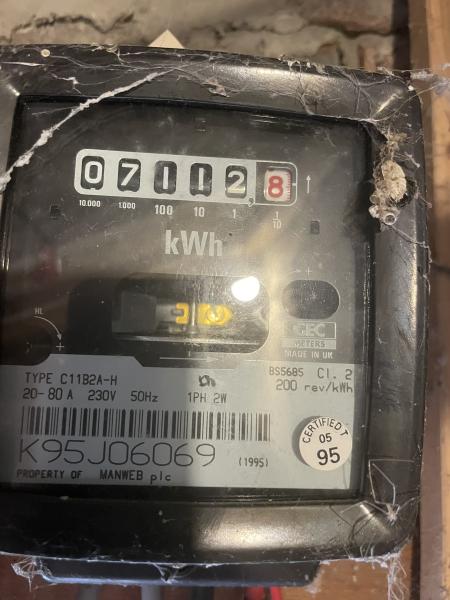 071128
10.000 1.000 100 10 1 1/10
kWh
HL
GEC
METERS
MADE IN UK
TYPE C11B2A-H
BS5685 Cl. 2
20-80 A 230V 50Hz 1PH 2W
200 rev/kWh
K95J06069 (1995)
PROPERTY OF MANWEB plc
CERTIFIED T
05
95